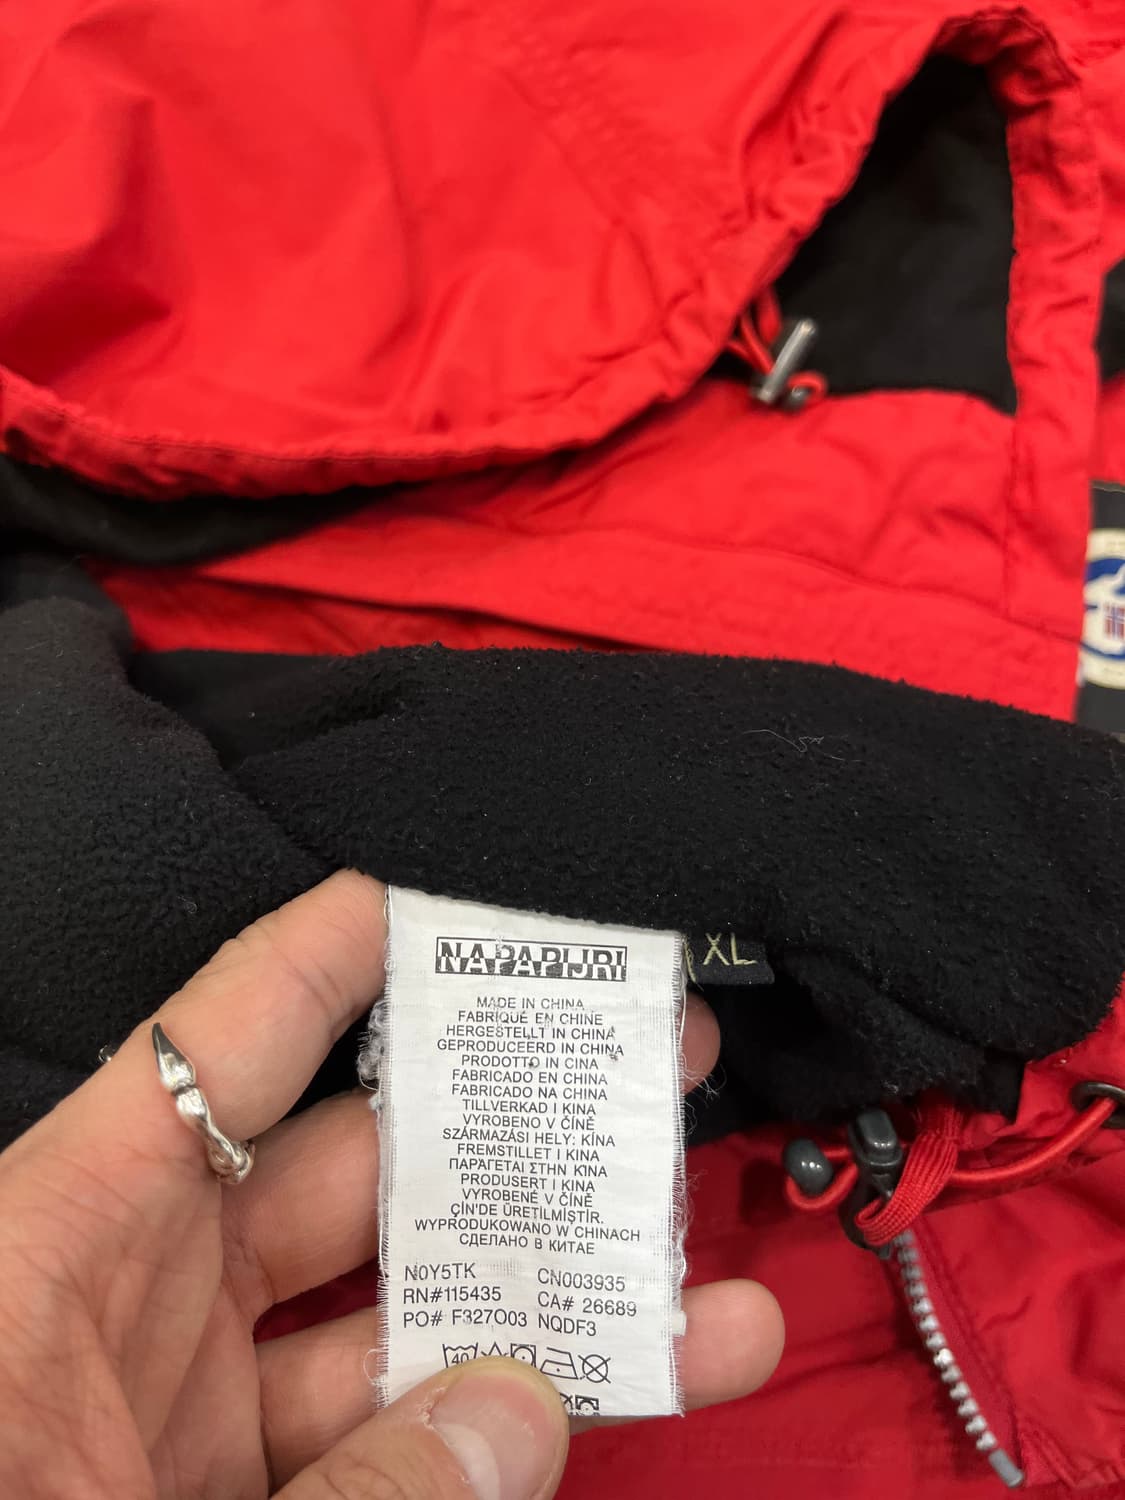 XL
NAPAPIJRI
MADE IN CHINA
FABRIQUÉ EN CHINE
HERGESTELLT IN CHINA
GEPRODUCEERD IN CHINA
PRODOTTO IN CINA
FABRICADO EN CHINA
FABRICADO NA CHINA
TILLVERKAD I KINA
VYROBENO V ČÍNĚ
SZÁRMAZÁSI HELY: KÍNA
FREMSTILLET I KINA
ΠΑΡΑΓΕΤΑΙ ΣΤΗΝ ΚΙΝΑ
PRODUSERT I KINA
VYROBENÉ V ČÍNĚ
ÇİN'DE ÜRETİLMİŞTİR.
WYPRODUKOWANO W CHINACH
СДЕЛАНО В КИТАЕ
N0Y5TK CN003935
RN#115435 CA# 26689
PO# F327O03 NQDF3
40